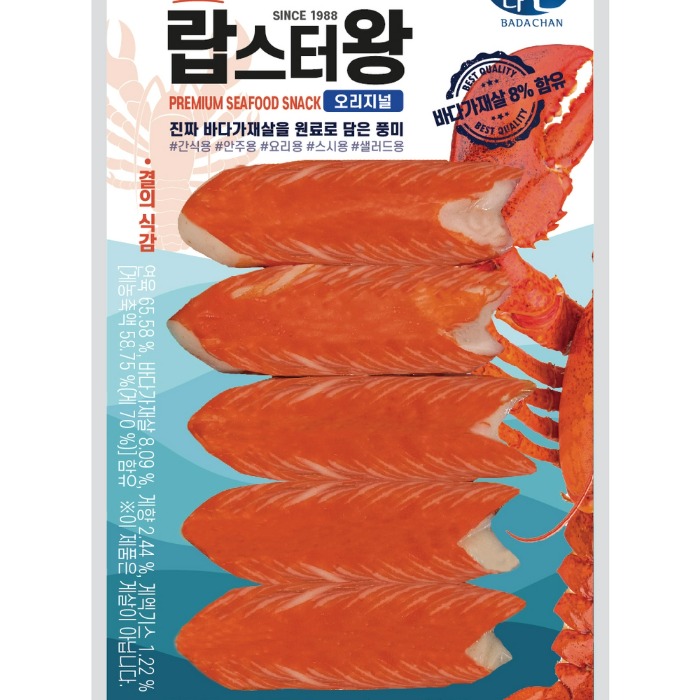 SINCE 1988
랍스터왕
PREMIUM SEAFOOD SNACK 오리지널
진짜 바다가재살을 원료로 담은 풍미
#간식용 #안주용 #요리용 #스시용 #샐러드용
BADACHAN
BEST QUALITY
바다가재살 8% 함유
BEST QUALITY
• 결의 식감
연육 65.58 %, 바다가재살 8.09 %, 게향 2.44 %, 게엑기스 1.22 %
[게농축액 58.75 %(게 70 %)] 함유 ※이 제품은 게살이 아닙니다.